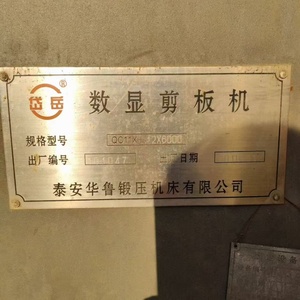 ®
岱岳
数显剪板机
规格型号
出厂编号 日期
泰安华鲁锻压机床有限公司